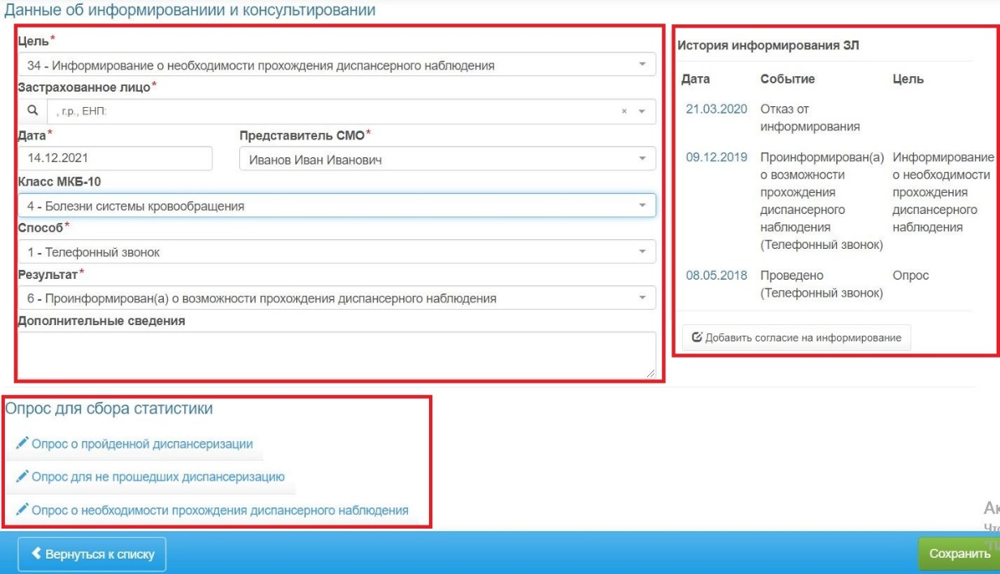 Данные об информированиии и консультировании
Цель*
34 - Информирование о необходимости прохождения диспансерного наблюдения
Застрахованное лицо*
, г.р., ЕНП:
Дата*
Представитель СМО*
14.12.2021
Иванов Иван Иванович
Класс МКБ-10
4 - Болезни системы кровообращения
Способ*
1 - Телефонный звонок
Результат*
6 - Проинформирован(а) о возможности прохождения диспансерного наблюдения
Дополнительные сведения
История информирования ЗЛ
Дата Событие Цель
21.03.2020 Отказ от
информирования
09.12.2019 Проинформирован(а) Информирование
о возможности о необходимости
прохождения прохождения
диспансерного диспансерного
наблюдения наблюдения
(Телефонный звонок)
08.05.2018 Проведено Опрос
(Телефонный звонок)
Добавить согласие на информирование
Опрос для сбора статистики
Опрос о пройденной диспансеризации
Опрос для не прошедших диспансеризацию
Опрос о необходимости прохождения диспансерного наблюдения
Вернуться к списку
Сохранить